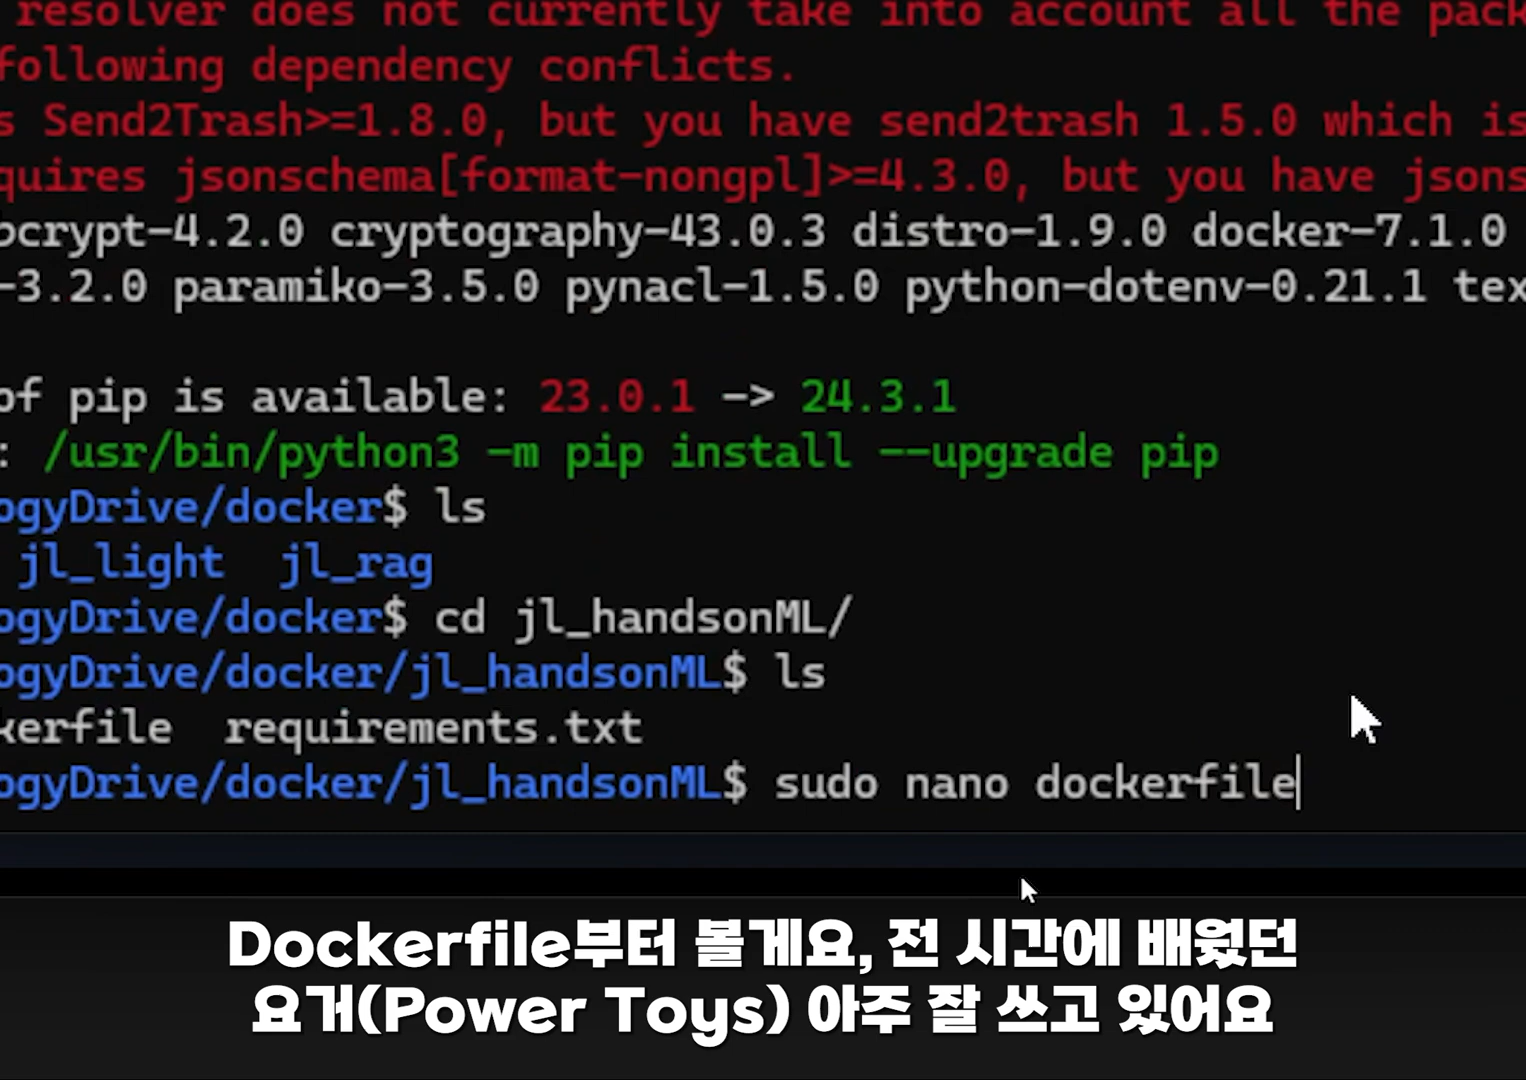 resolver does not currently take into account all the pack
following dependency conflicts.
s Send2Trash>=1.8.0, but you have send2trash 1.5.0 which is
quires jsonschema[format-nongpl]>=4.3.0, but you have jsons
bcrypt-4.2.0 cryptography-43.0.3 distro-1.9.0 docker-7.1.0
-3.2.0 paramiko-3.5.0 pynacl-1.5.0 python-dotenv-0.21.1 tex
of pip is available: 23.0.1 -> 24.3.1
: /usr/bin/python3 -m pip install --upgrade pip
ogyDrive/docker$ ls
jl_light jl_rag
ogyDrive/docker$ cd jl_handsonML/
ogyDrive/docker/jl_handsonML$ ls
kerfile requirements.txt
ogyDrive/docker/jl_handsonML$ sudo nano dockerfile
Dockerfile부터 볼게요, 전 시간에 배웠던
요거(Power Toys) 아주 잘 쓰고 있어요